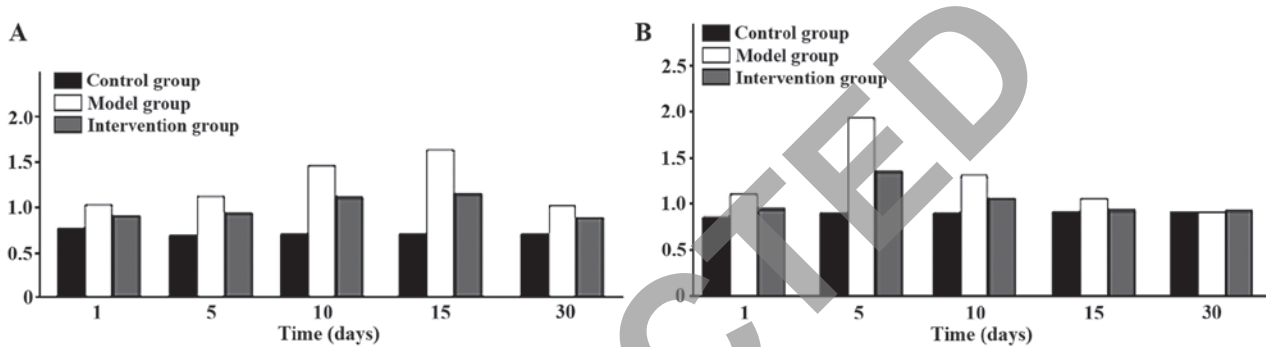 A
Control group
Model group
Intervention group
2.0
1.5
1.0
0.5
0
1 5 10 15 30
Time (days)
B
Control group
Model group
Intervention group
2.5
2.0
1.5
1.0
0.5
0
1 5 10 15 30
Time (days)
CTED